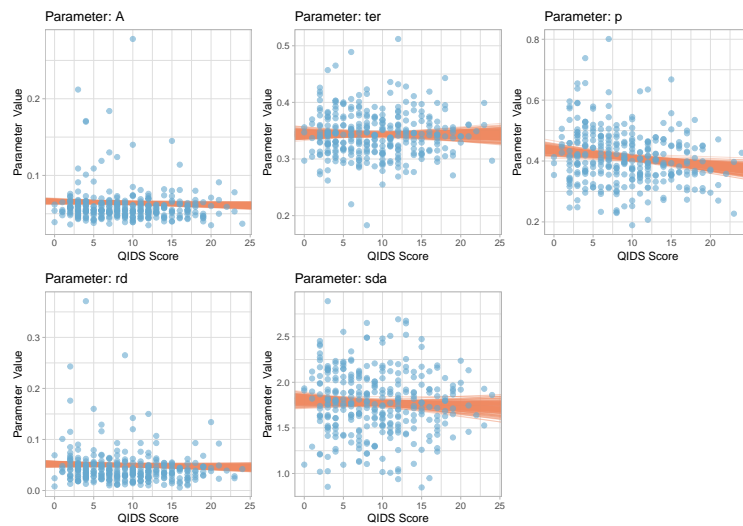 Parameter: A
Parameter Value
0.2
0.1
0 5 10 15 20 25
QIDS Score
Parameter: ter
Parameter Value
0.5
0.4
0.3
0.2
0 5 10 15 20 25
QIDS Score
Parameter: p
Parameter Value
0.8
0.6
0.4
0.2
0 5 10 15 20
QIDS Score
Parameter: rd
Parameter Value
0.3
0.2
0.1
0.0
0 5 10 15 20 25
QIDS Score
Parameter: sda
Parameter Value
2.5
2.0
1.5
1.0
0 5 10 15 20 25
QIDS Score